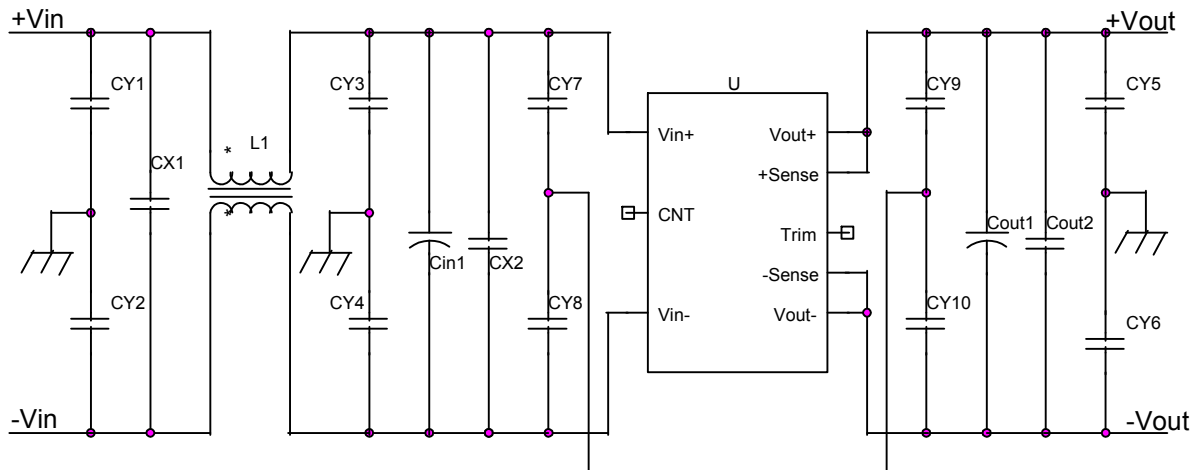 +Vin
+Vout
CY1
CY3
CY7
U
CY9
CY5
L1
*
*
CX1
Vin+
Vout+
+Sense
CNT
Trim
Cin1
CX2
Cout1
Cout2
-Sense
CY2
CY4
CY8
Vin-
Vout-
CY10
CY6
-Vin
-Vout